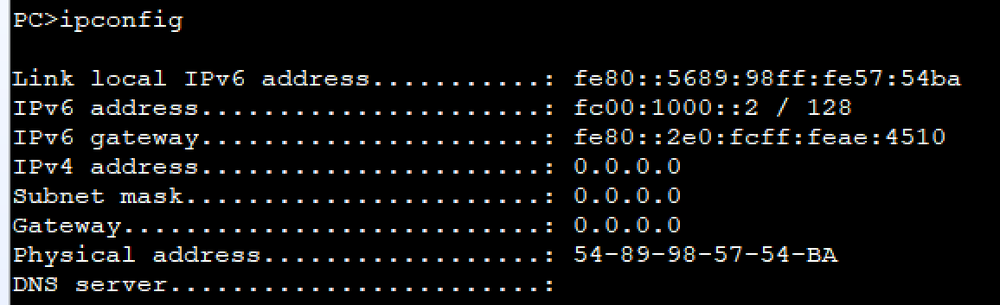 PC>ipconfig
Link local IPv6 address...........: fe80::5689:98ff:fe57:54ba
IPv6 address......................: fc00:1000::2 / 128
IPv6 gateway......................: fe80::2e0:fcff:feae:4510
IPv4 address......................: 0.0.0.0
Subnet mask.......................: 0.0.0.0
Gateway...........................: 0.0.0.0
Physical address..................: 54-89-98-57-54-BA
DNS server........................: